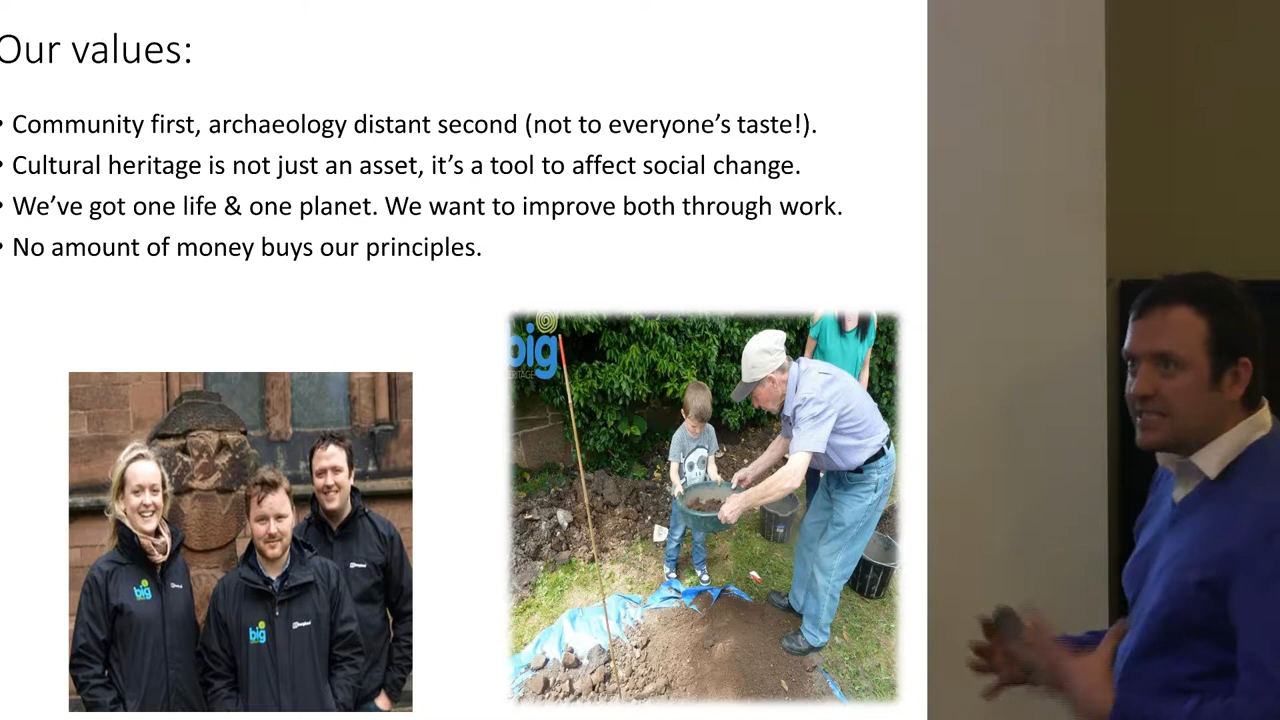 Our values:
• Community first, archaeology distant second (not to everyone’s taste!).
• Cultural heritage is not just an asset, it’s a tool to affect social change.
• We’ve got one life & one planet. We want to improve both through work.
• No amount of money buys our principles.
big
HERITAGE
big
big